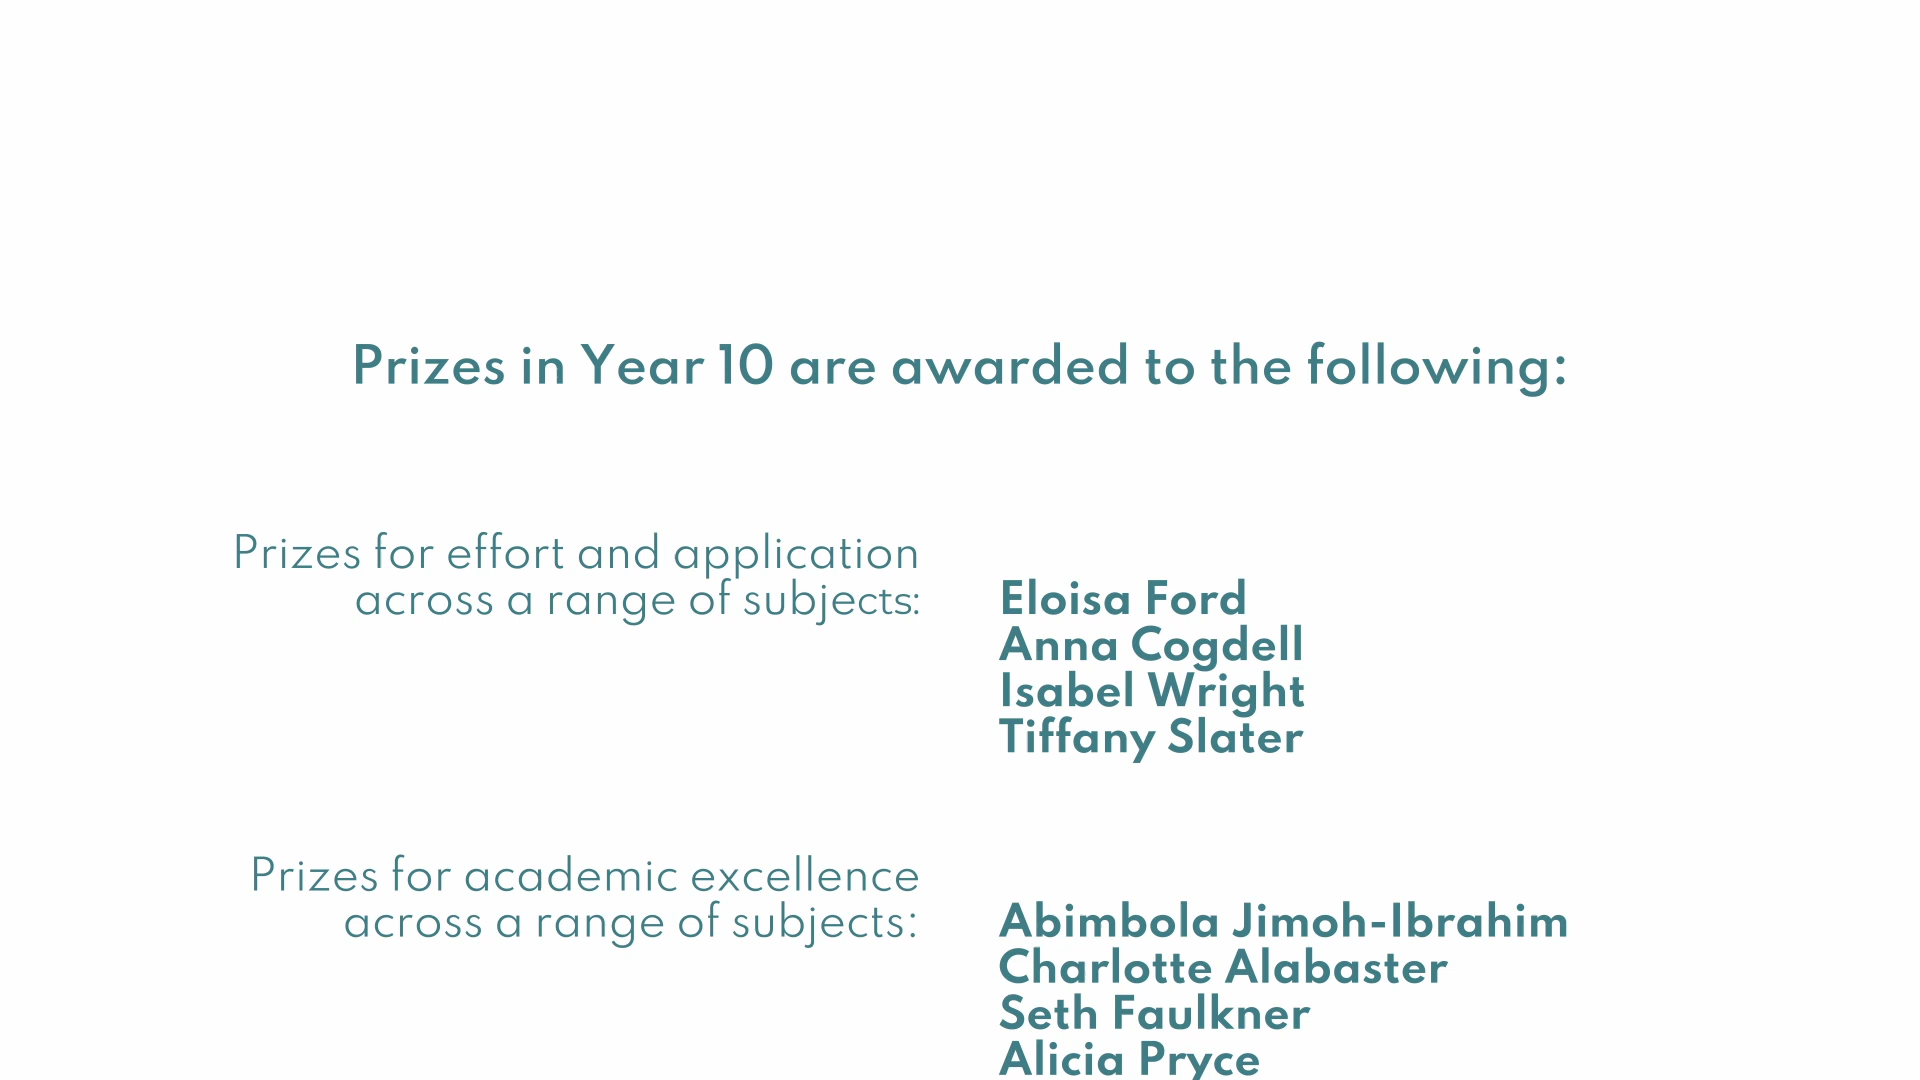 Prizes in Year 10 are awarded to the following:
Prizes for effort and application
across a range of subjects:
Eloisa Ford
Anna Cogdell
Isabel Wright
Tiffany Slater
Prizes for academic excellence
across a range of subjects:
Abimbola Jimoh-Ibrahim
Charlotte Alabaster
Seth Faulkner
Alicia Pryce